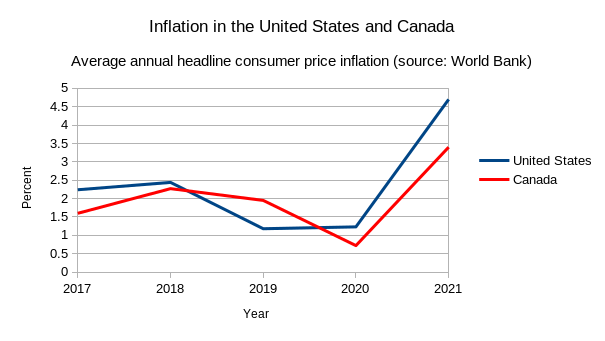 Inflation in the United States and Canada
Average annual headline consumer price inflation (source: World Bank)
5
4.5
4
3.5
3
2.5
2
1.5
1
0.5
0
Percent
2017 2018 2019 2020 2021
Year
United States
Canada